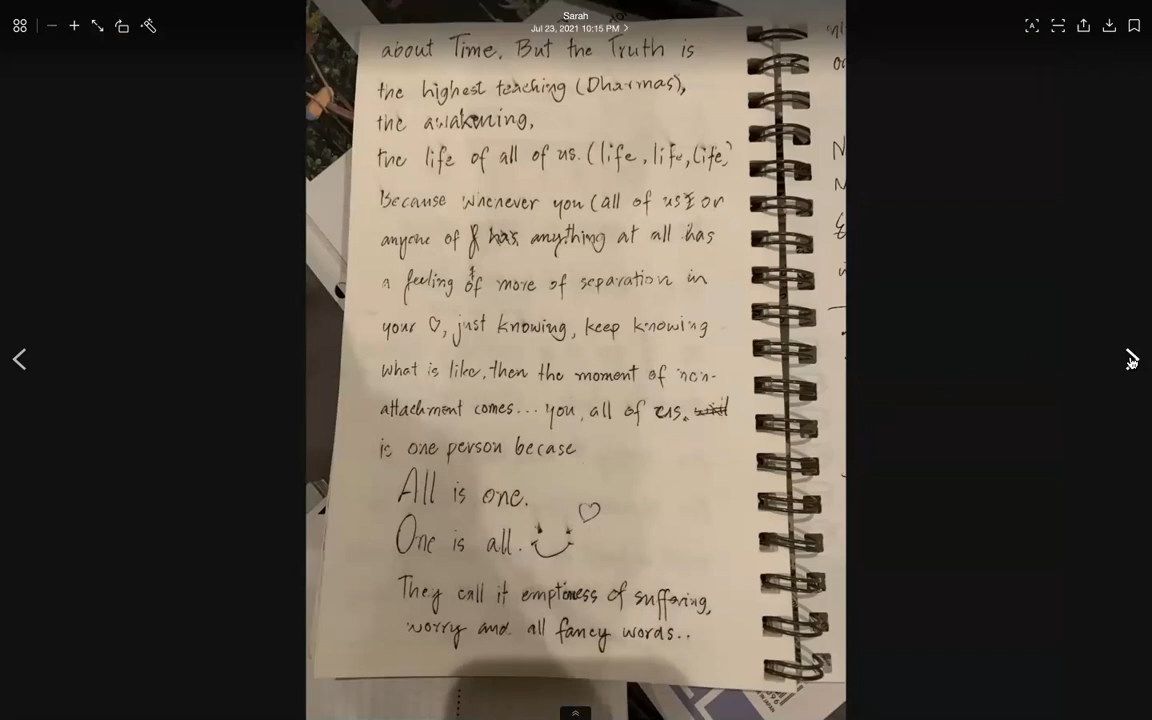 Sarah
Jul 23, 2021 10:15 PM
about Time. But the Truth is
the highest teaching (Dharmas),
the awakening,
the life of all of us. (life, life, life)
Because whenever you (all of us) or
anyone of has anything at all has
a feeling of more of separation in
your ♡, just knowing, keep knowing
what is like, then the moment of non-
attachment comes... you, all of us.
is one person becase
All is one.
One is all.
They call it emptiness of suffering,
worry and all fancy words..